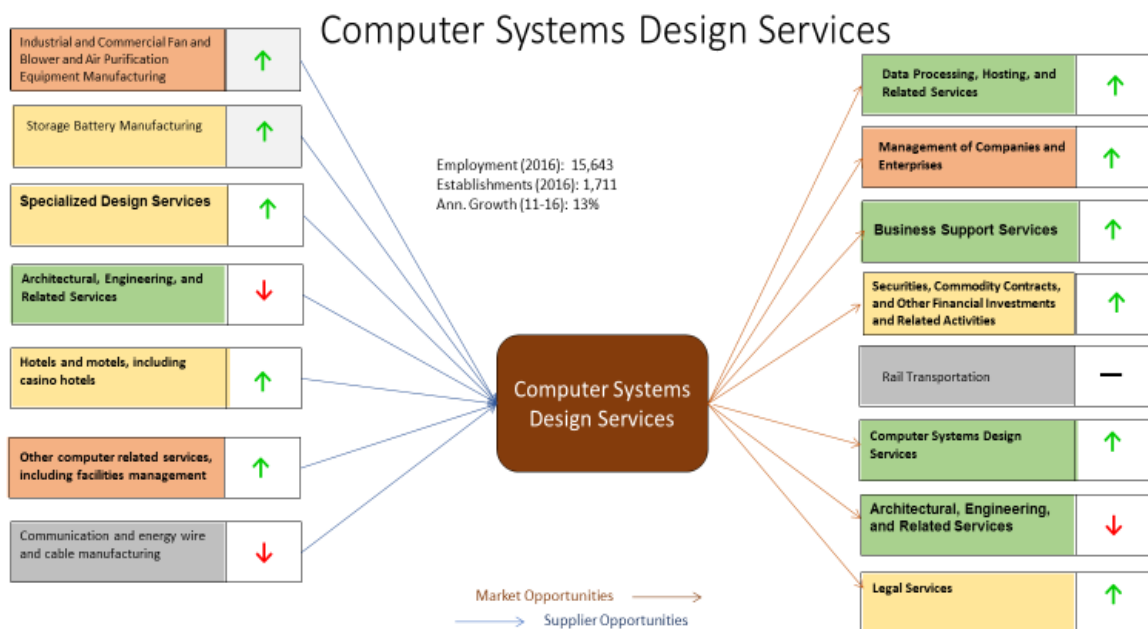 Computer Systems Design Services
Industrial and Commercial Fan and
Blower and Air Purification
Equipment Manufacturing
Storage Battery Manufacturing
Specialized Design Services
Architectural, Engineering, and
Related Services
Hotels and motels, including
casino hotels
Other computer related services,
including facilities management
Communication and energy wire
and cable manufacturing
Employment (2016): 15,643
Establishments (2016): 1,711
Ann. Growth (11-16): 13%
Computer Systems
Design Services
Data Processing, Hosting, and
Related Services
Management of Companies and
Enterprises
Business Support Services
Securities, Commodity Contracts,
and Other Financial Investments
and Related Activities
Rail Transportation
Computer Systems Design
Services
Architectural, Engineering,
and Related Services
Legal Services
Market Opportunities
Supplier Opportunities